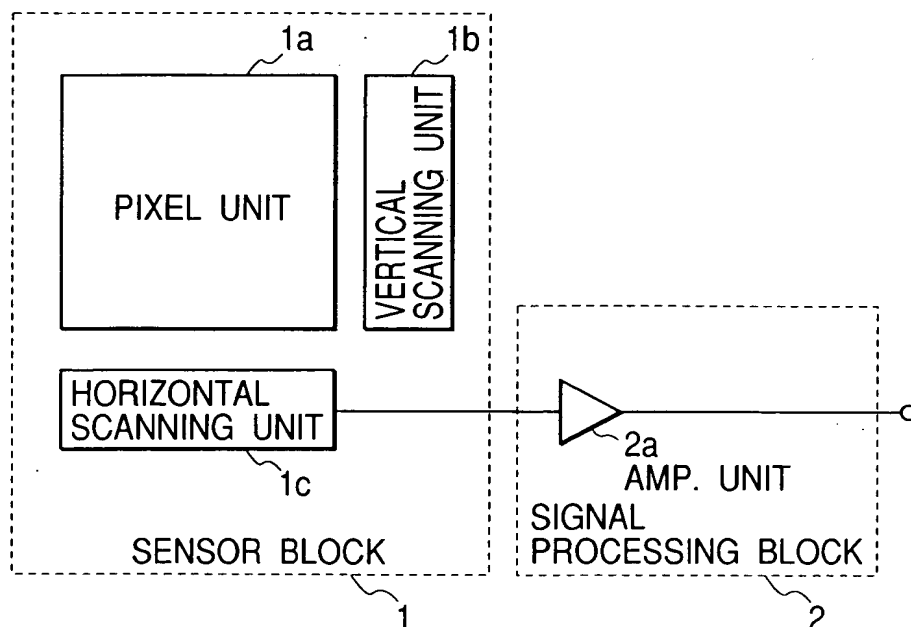 1a
1b
PIXEL UNIT
VERTICAL
SCANNING UNIT
HORIZONTAL
SCANNING UNIT
1c
2a
AMP. UNIT
SENSOR BLOCK
SIGNAL
PROCESSING BLOCK
1
2